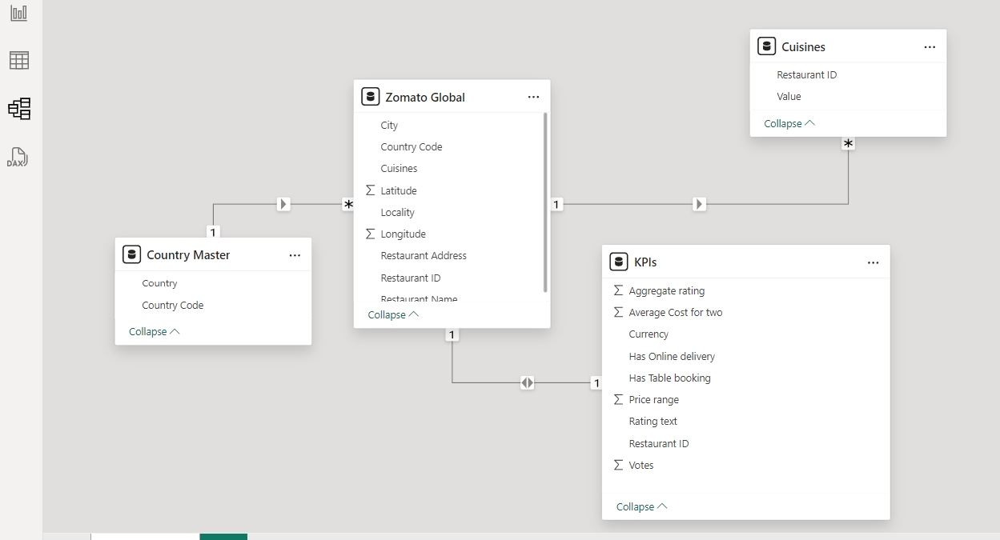 DAX
Cuisines
Restaurant ID
Value
Collapse
*
Zomato Global
City
Country Code
Cuisines
Σ Latitude
Locality
Σ Longitude
Restaurant Address
Restaurant ID
Restaurant Name
Collapse
*
1
1
1
Country Master
Country
Country Code
Collapse
1
KPIs
Σ Aggregate rating
Σ Average Cost for two
Currency
Has Online delivery
Has Table booking
Σ Price range
Rating text
Restaurant ID
Σ Votes
Collapse